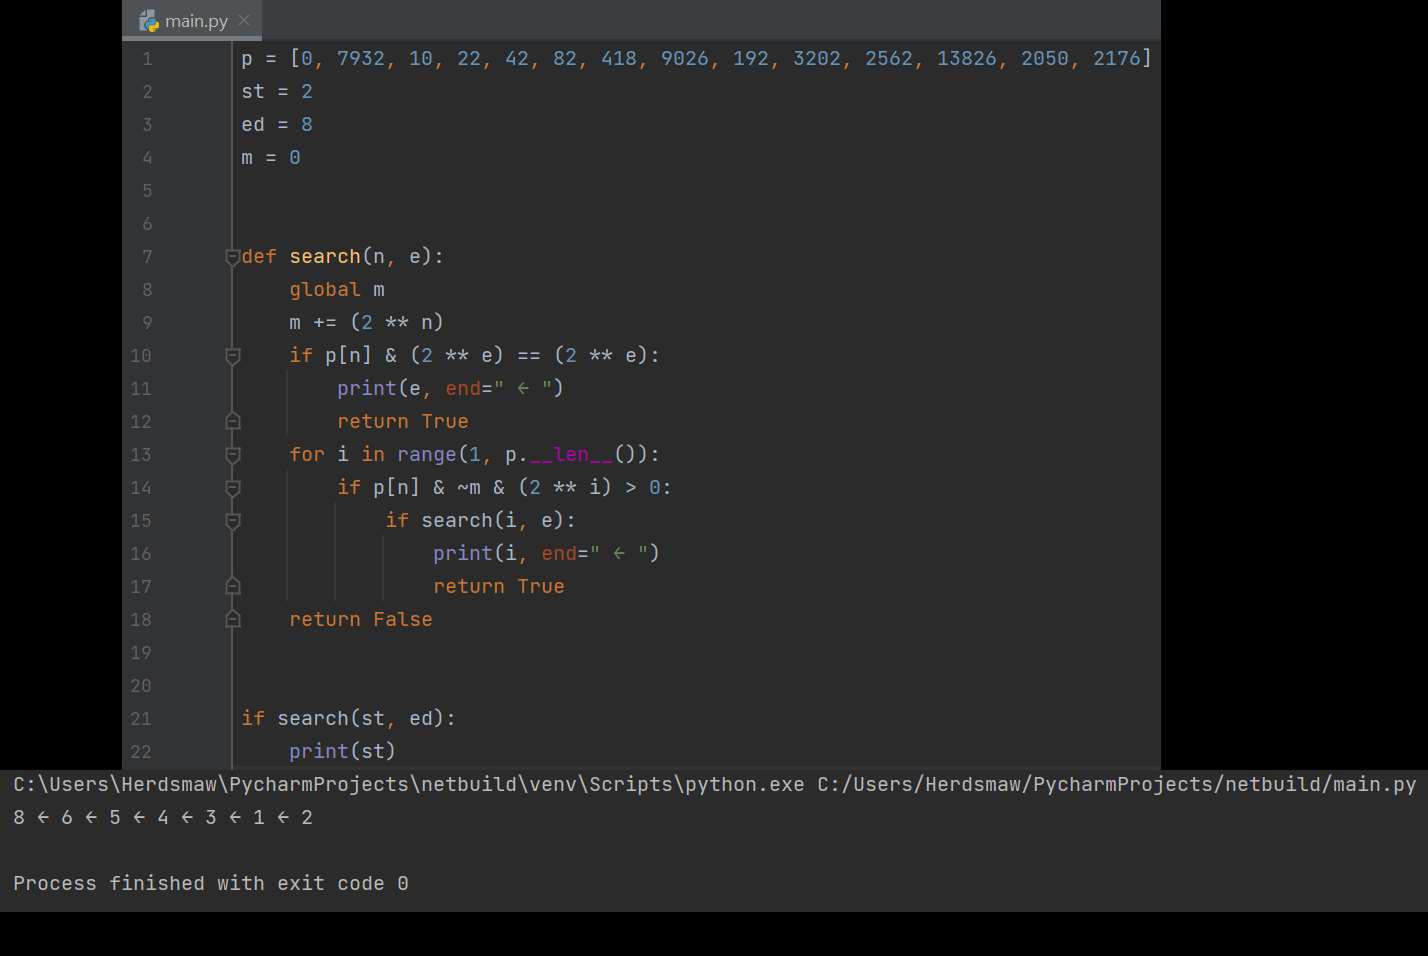 main.py
1 p = [0, 7932, 10, 22, 42, 82, 418, 9026, 192, 3202, 2562, 13826, 2050, 2176]
2 st = 2
3 ed = 8
4 m = 0
5
6
7 def search(n, e):
8     global m
9     m += (2 ** n)
10     if p[n] & (2 ** e) == (2 ** e):
11         print(e, end=" ← ")
12         return True
13     for i in range(1, p.__len__()):
14         if p[n] & ~m & (2 ** i) > 0:
15             if search(i, e):
16                 print(i, end=" ← ")
17                 return True
18     return False
19
20
21 if search(st, ed):
22     print(st)
C:\Users\Herdsmaw\PycharmProjects\netbuild\venv\Scripts\python.exe C:/Users/Herdsmaw/PycharmProjects/netbuild/main.py
8 ← 6 ← 5 ← 4 ← 3 ← 1 ← 2
Process finished with exit code 0